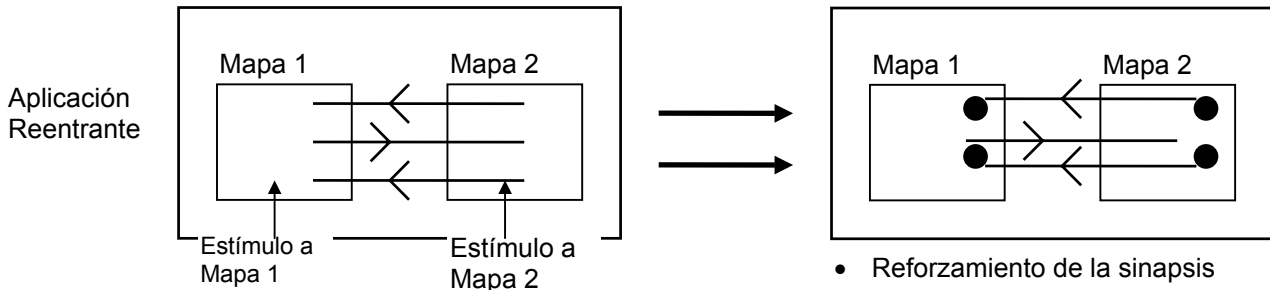 Aplicación
Reentrante
Mapa 1
Mapa 2
Estímulo a
Mapa 1
Estímulo a
Mapa 2
Mapa 1
Mapa 2
• Reforzamiento de la sinapsis